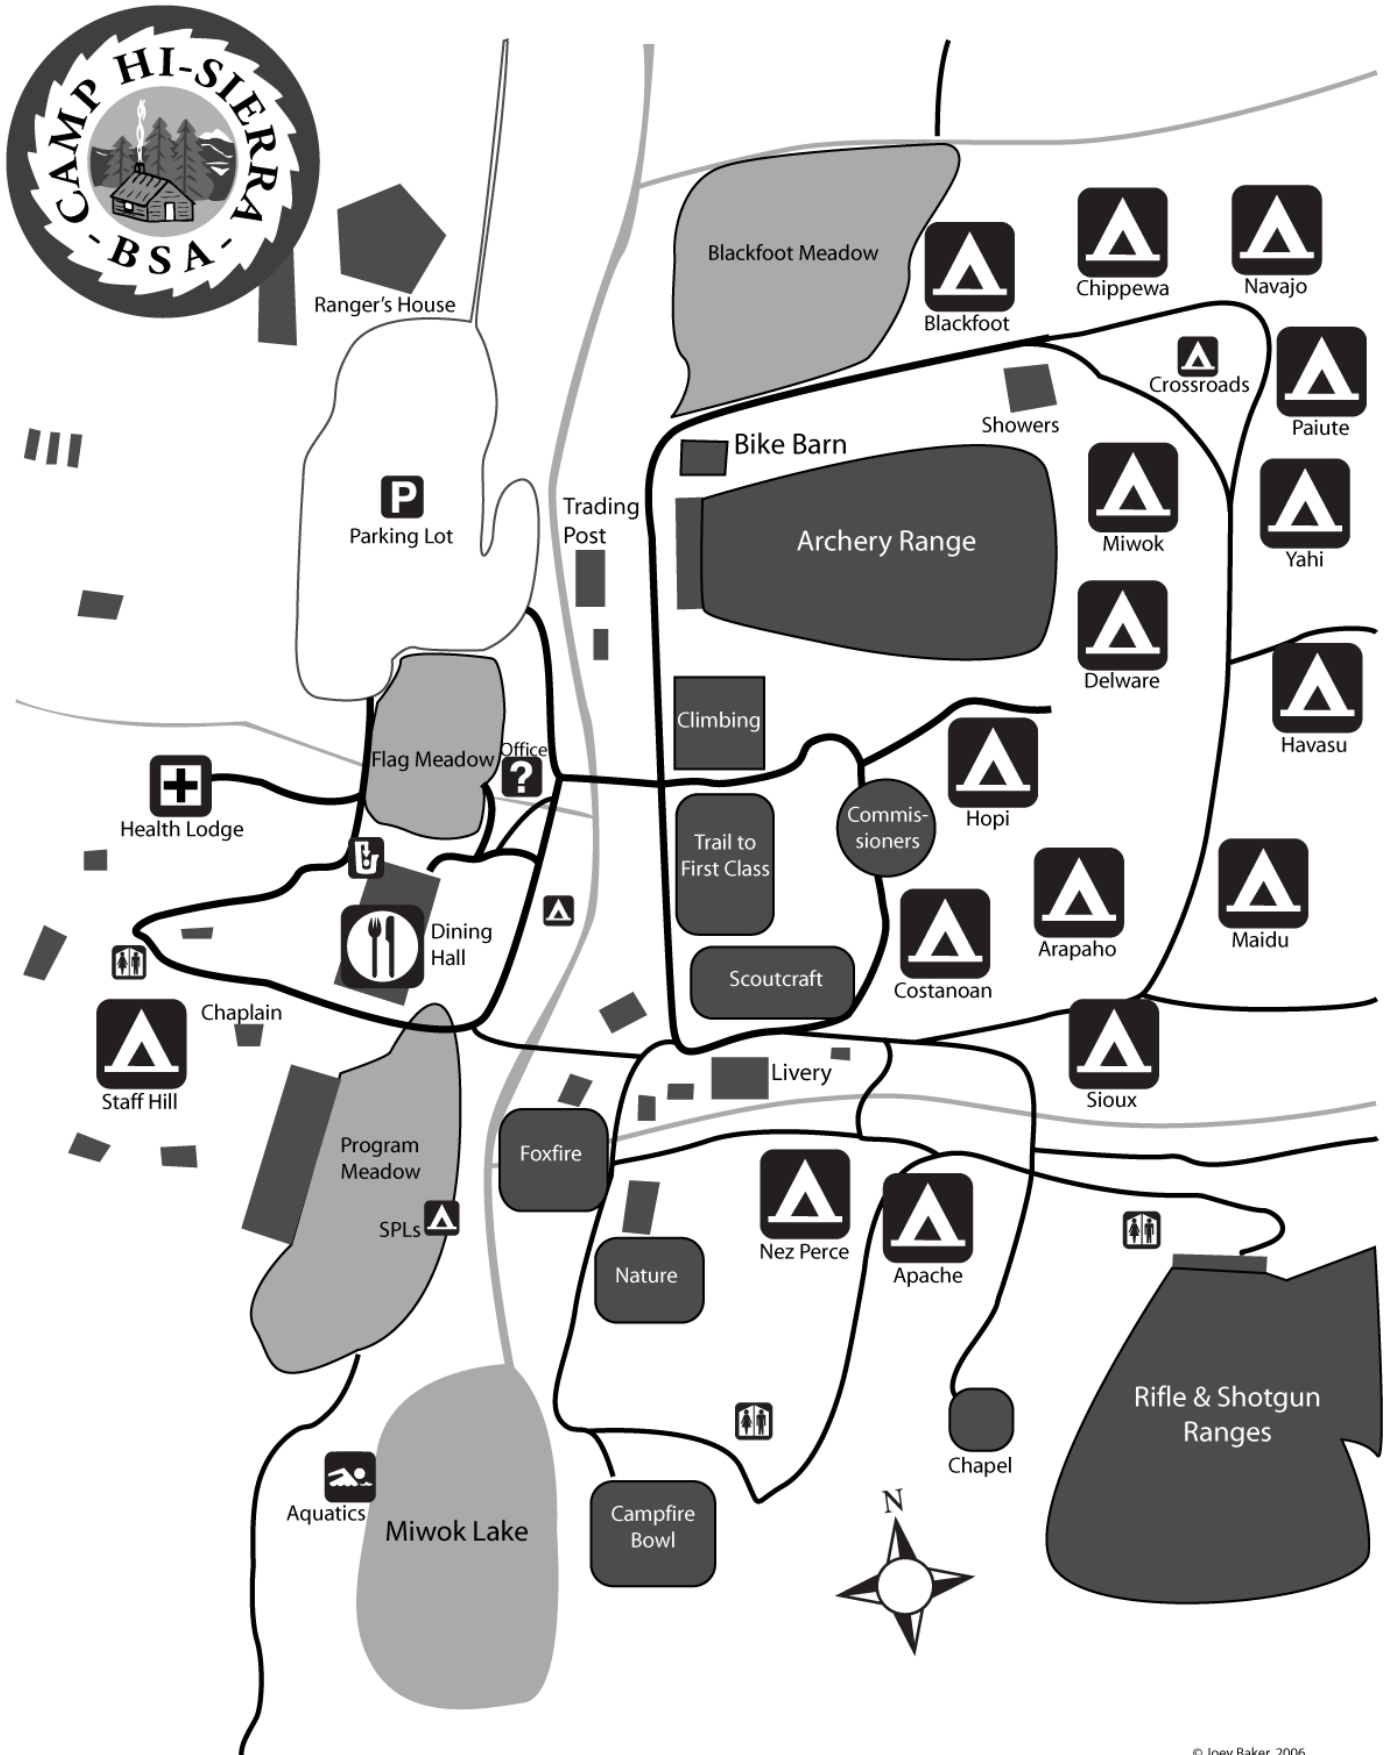 CAMP HI-SIERRA
- BSA -
Ranger's House
Blackfoot Meadow
Blackfoot
Chippewa
Navajo
Crossroads
Paiute
Showers
Bike Barn
P
Parking Lot
Trading
Post
Archery Range
Miwok
Yahi
Delware
Climbing
Havasu
Flag Meadow
Office
?
Health Lodge
Hopi
Commis-
sioners
Trail to
First Class
Dining
Hall
Arapaho
Maidu
Scoutcraft
Costanoan
Chaplain
Staff Hill
Livery
Sioux
Program
Meadow
Foxfire
SPLs
Nez Perce
Apache
Nature
Rifle & Shotgun
Ranges
Chapel
Aquatics
Miwok Lake
Campfire
Bowl
N
© Joey Baker, 2006